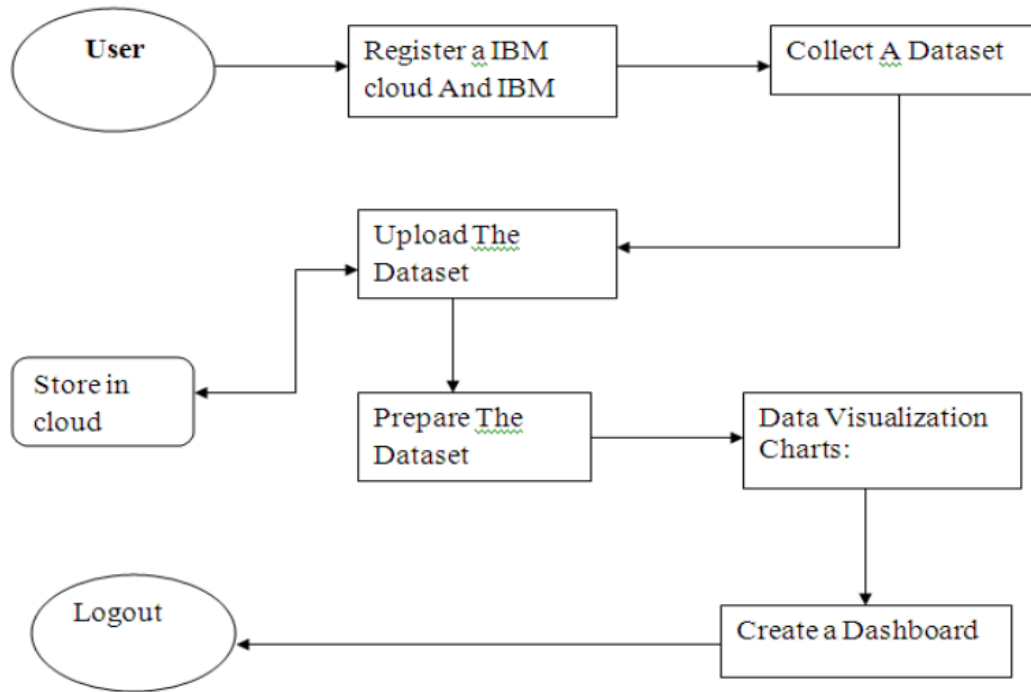 User
Register a IBM
cloud And IBM
Collect A Dataset
Upload The
Dataset
Store in
cloud
Prepare The
Dataset
Data Visualization
Charts:
Logout
Create a Dashboard